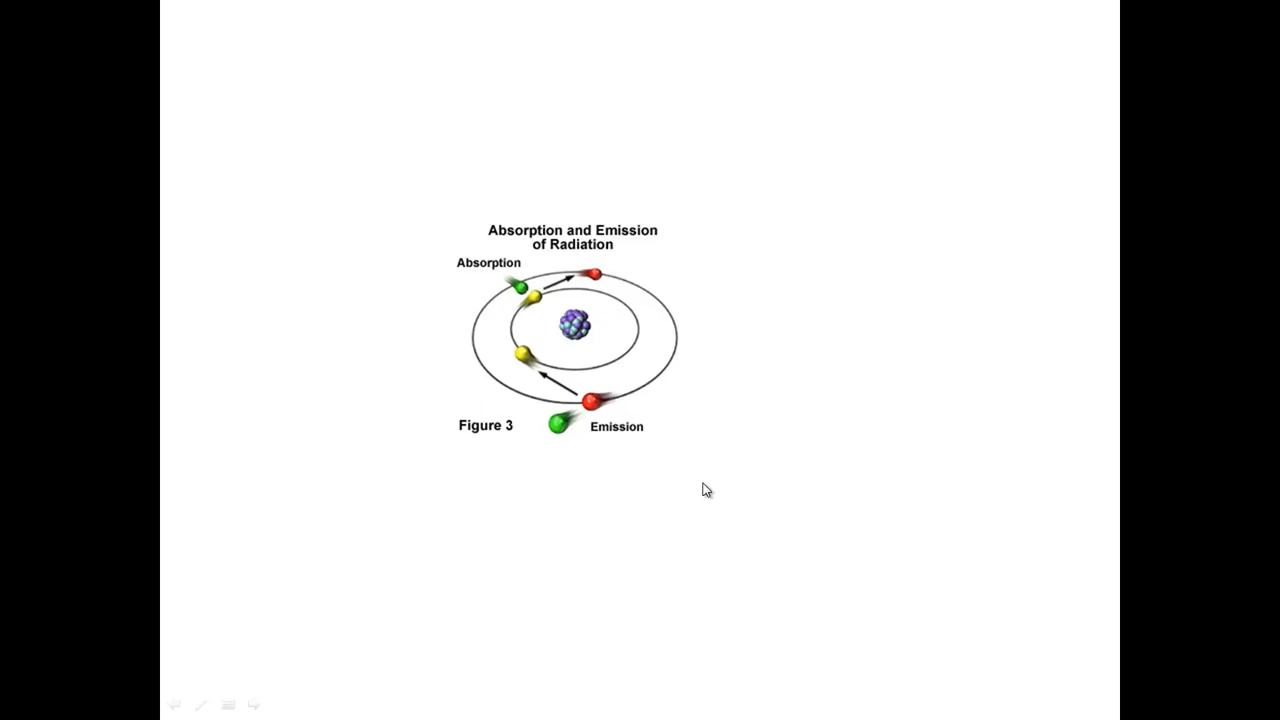 Absorption and Emission
of Radiation
Absorption
Figure 3
Emission